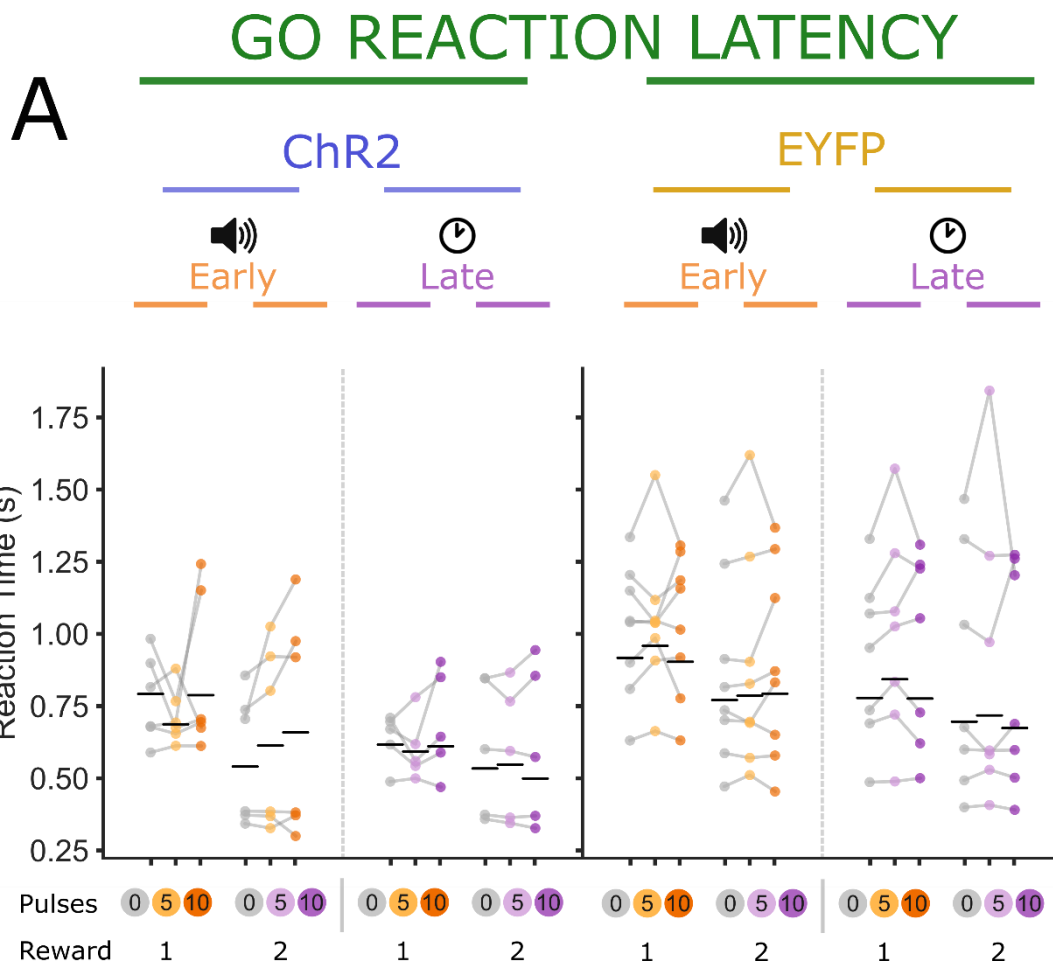 GO REACTION LATENCY
A
ChR2 EYFP
Early Late Early Late
Reaction Time (s)
1.75
1.50
1.25
1.00
0.75
0.50
0.25
Pulses 0 5 10 0 5 10 0 5 10 0 5 10 0 5 10 0 5 10 0 5 10 0 5 10
Reward 1 2 1 2 1 2 1 2